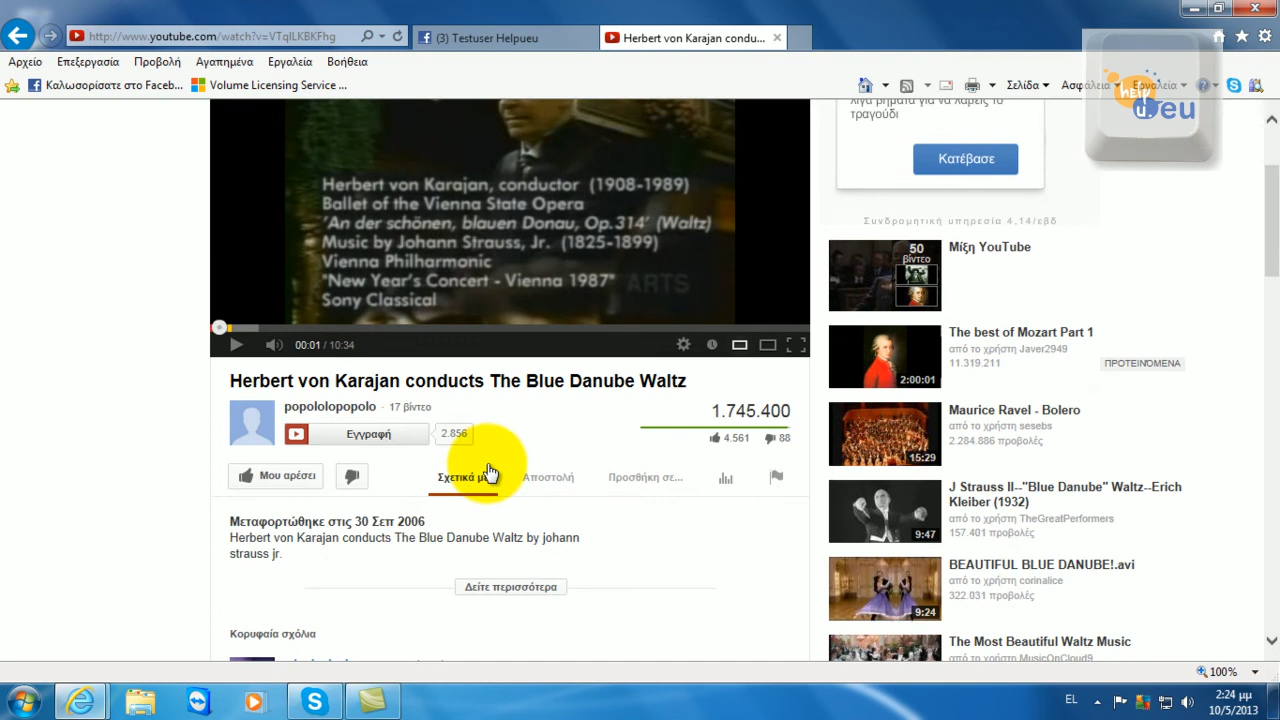 http://www.youtube.com/watch?v=VTqILKBKFhg
(3) Testuser Helpueu
Herbert von Karajan condu...
Αρχείο Επεξεργασία Προβολή Αγαπημένα Εργαλεία Βοήθεια
Καλωσορίσατε στο Faceb...
Volume Licensing Service ...
Σελίδα
Ασφάλεια
Εργαλεία
help
u.eu
λίγα βήματα για να λάβεις το
τραγούδι
Κατέβασε
Συνδρομητική υπηρεσία 4,14/εβδ
Herbert von Karajan, conductor (1908-1989)
Ballet of the Vienna State Opera
'An der schönen, blauen Donau, Op.314' (Waltz)
Music by Johann Strauss, Jr. (1825-1899)
Vienna Philharmonic
"New Year's Concert - Vienna 1987"
Sony Classical
ARTS
00:01 / 10:34
Herbert von Karajan conducts The Blue Danube Waltz
popololopopolo · 17 βίντεο
Εγγραφή 2.856
1.745.400
4.561 88
Μου αρέσει
Σχετικά με
Αποστολή
Προσθήκη σε...
Μεταφορτώθηκε στις 30 Σεπ 2006
Herbert von Karajan conducts The Blue Danube Waltz by johann
strauss jr.
Δείτε περισσότερα
Κορυφαία σχόλια
50
βίντεο
Μίξη YouTube
The best of Mozart Part 1
από το χρήστη Javer2949
11.319.211
ΠΡΟΤΕΙΝΌΜΕΝΑ
2:00:01
Maurice Ravel - Bolero
από το χρήστη sesebs
2.284.886 προβολές
15:29
J Strauss II--"Blue Danube" Waltz--Erich
Kleiber (1932)
από το χρήστη TheGreatPerformers
157.401 προβολές
9:47
BEAUTIFUL BLUE DANUBE!.avi
από το χρήστη corinalice
322.031 προβολές
9:24
The Most Beautiful Waltz Music
από το χρήστη MusicOnCloud9
100%
EL
2:24 μμ
10/5/2013